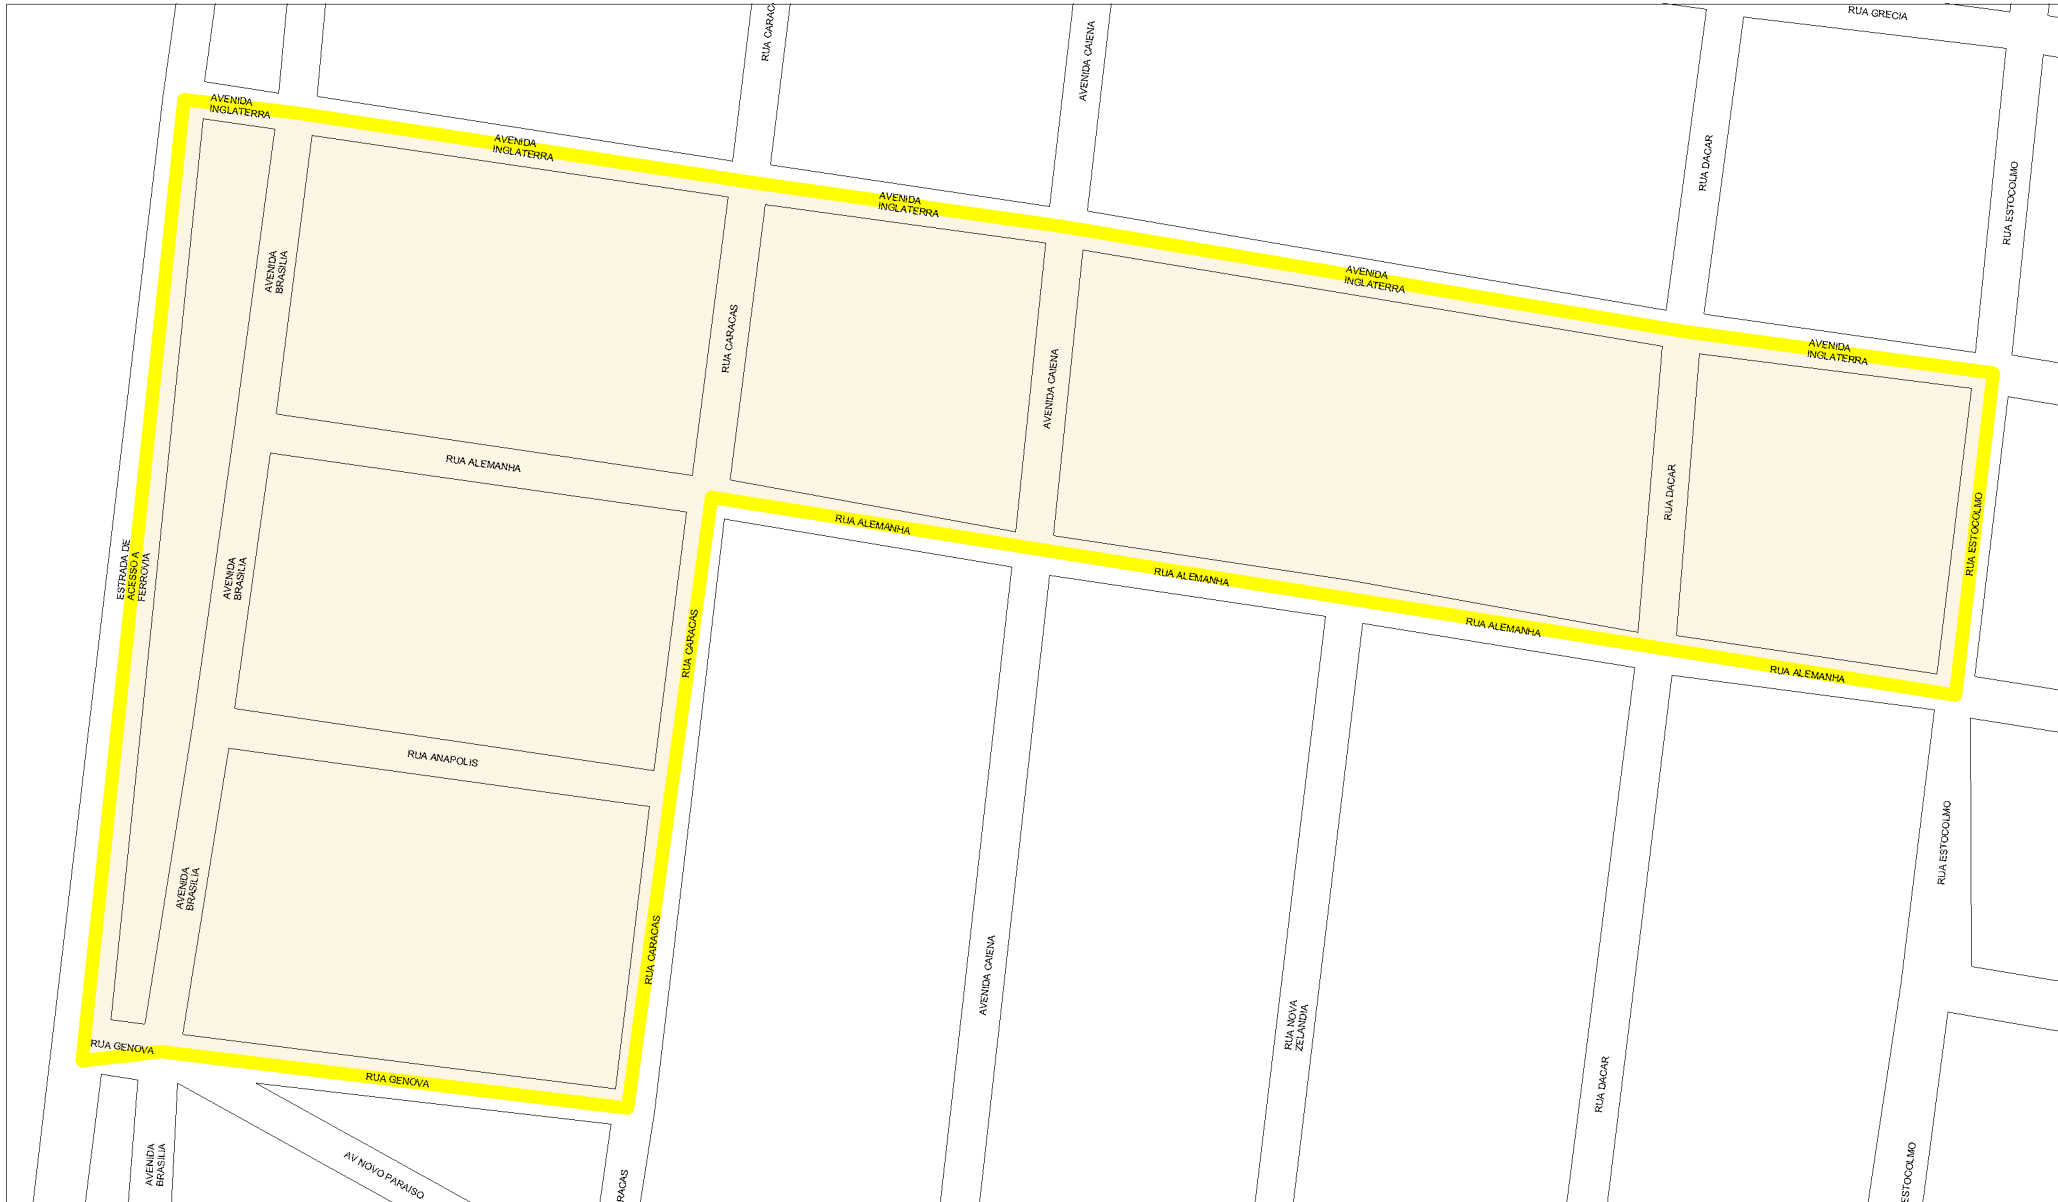 RUA GRECIA
RUA CARAC
AVENIDA CAIENA
AVENIDA
INGLATERRA
AVENIDA
INGLATERRA
RUA DACAR
RUA ESTOCOLMO
AVENIDA
INGLATERRA
AVENIDA
BRASILIA
AVENIDA
INGLATERRA
RUA CARACAS
AVENIDA
INGLATERRA
AVENIDA CAIENA
RUA ALEMANHA
RUA DACAR
RUA ALEMANHA
RUA ESTOCOLMO
ESTRADA DE
ACESSO A
FERROVIA
AVENIDA
BRASILIA
RUA ALEMANHA
RUA CARACAS
RUA ALEMANHA
RUA ALEMANHA
RUA ANAPOLIS
RUA ESTOCOLMO
AVENIDA
BRASILIA
RUA CARACAS
AVENIDA CAIENA
RUA NOVA
ZELANDIA
RUA GENOVA
RUA GENOVA
RUA DACAR
AVENIDA
BRASILIA
AV NOVO PARAISO
RACAS
STOCOLMO